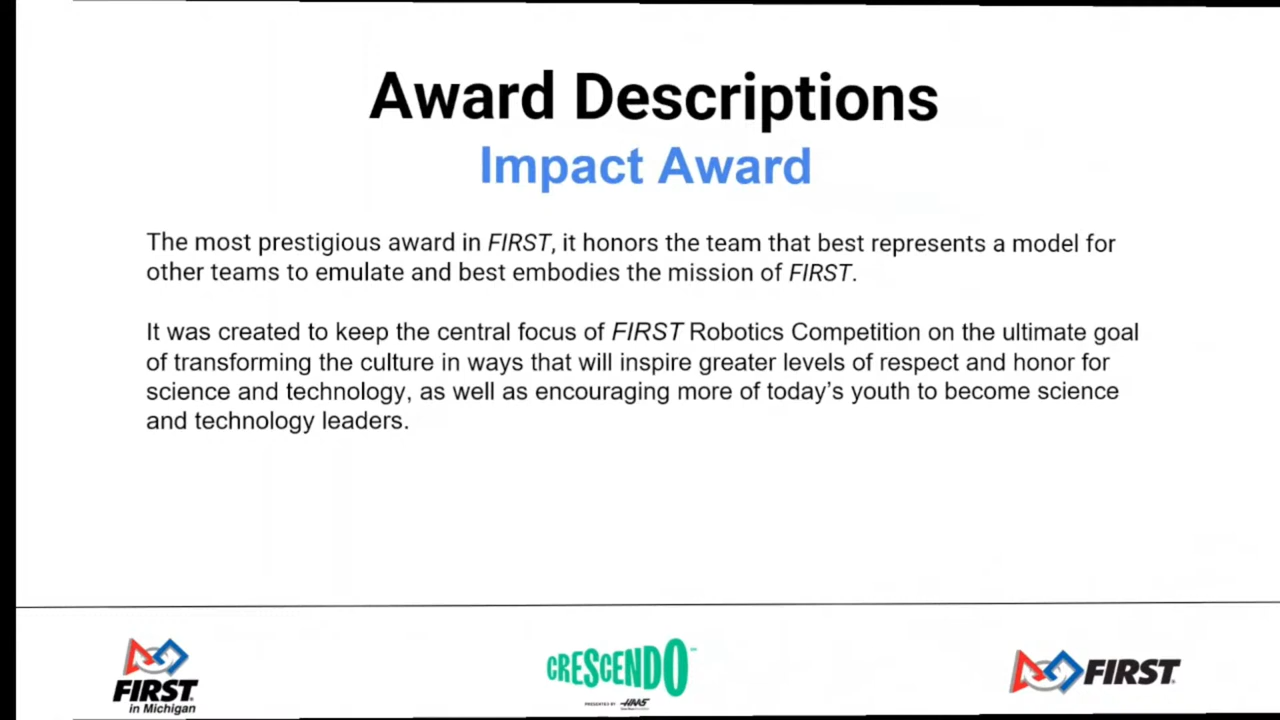 Award Descriptions
Impact Award
The most prestigious award in FIRST, it honors the team that best represents a model for
other teams to emulate and best embodies the mission of FIRST.
It was created to keep the central focus of FIRST Robotics Competition on the ultimate goal
of transforming the culture in ways that will inspire greater levels of respect and honor for
science and technology, as well as encouraging more of today’s youth to become science
and technology leaders.
FIRST
in Michigan
CRESCENDO
PRESENTED BY HAAS
FIRST